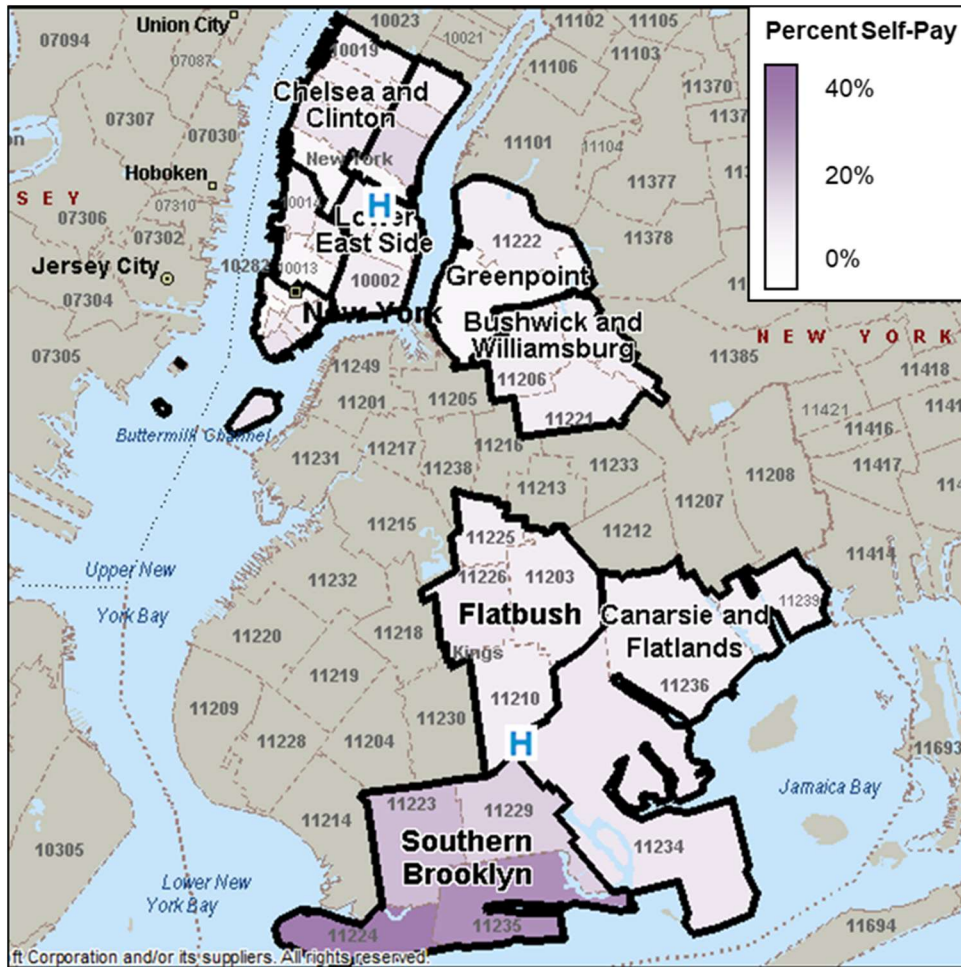 Union City
10023
11102
11105
07094
10021
10019
11103
07087
11106
11370
Percent Self-Pay
40%
20%
0%
Chelsea and
Clinton
07307
07030
11101
11104
New York
Hoboken
11377
SEY
07310
10014
H
07306
Lower
East Side
11222
11378
07302
Jersey City
10282
10013
10002
Greenpoint
07304
New York
Bushwick and
Williamsburg
NEW YORK
07305
11249
11385
11418
11206
11201
11205
11421
Buttermilk Channel
11221
11416
11217
11216
11231
11238
11233
11208
11417
11213
11207
11215
11225
11212
11414
Upper New
York Bay
11232
11226
11203
11239
Flatbush
Canarsie and
Flatlands
11220
11218
Kings
11219
11236
11209
11210
11230
11228
11204
H
11693
11223
11229
Jamaica Bay
11214
10305
Southern
Brooklyn
11234
Lower New
York Bay
11224
11235
11694
ft Corporation and/or its suppliers. All rights reserved.